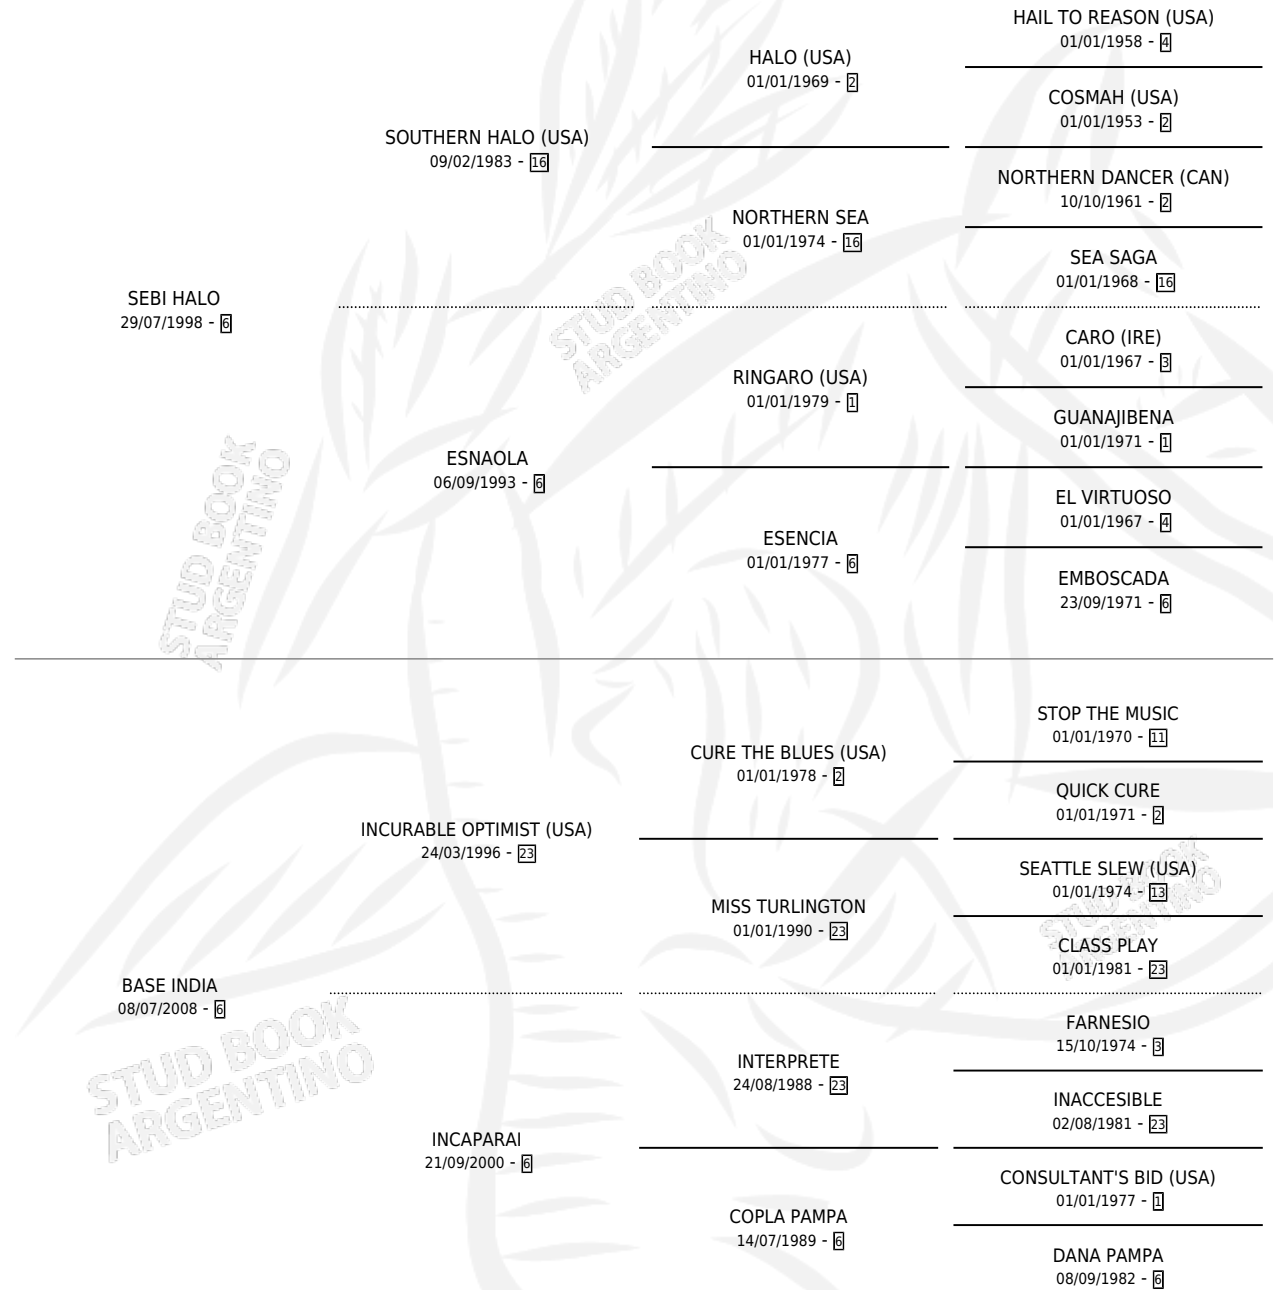 HAIL TO REASON (USA)
01/01/1958 - 4
HALO (USA)
01/01/1969 - 2
COSMAH (USA)
01/01/1953 - 2
SOUTHERN HALO (USA)
09/02/1983 - 16
NORTHERN DANCER (CAN)
10/10/1961 - 2
NORTHERN SEA
01/01/1974 - 16
SEA SAGA
01/01/1968 - 16
SEBI HALO
29/07/1998 - 6
CARO (IRE)
01/01/1967 - 3
RINGARO (USA)
01/01/1979 - 1
GUANAJIBENA
01/01/1971 - 1
ESNAOLA
06/09/1993 - 6
EL VIRTUOSO
01/01/1967 - 4
ESENCIA
01/01/1977 - 6
EMBOSCADA
23/09/1971 - 6
STUD BOOK
ARGENTINO
STUD BOOK
ARGENTINO
STOP THE MUSIC
01/01/1970 - 11
CURE THE BLUES (USA)
01/01/1978 - 2
QUICK CURE
01/01/1971 - 2
INCURABLE OPTIMIST (USA)
24/03/1996 - 23
SEATTLE SLEW (USA)
01/01/1974 - 13
MISS TURLINGTON
01/01/1990 - 23
CLASS PLAY
01/01/1981 - 23
BASE INDIA
08/07/2008 - 6
FARNESIO
15/10/1974 - 3
INTERPRETE
24/08/1988 - 23
INACCESIBLE
02/08/1981 - 23
INCAPARAI
21/09/2000 - 6
CONSULTANT'S BID (USA)
01/01/1977 - 1
COPLA PAMPA
14/07/1989 - 6
DANA PAMPA
08/09/1982 - 6
STUD BOOK
ARGENTINO
STUD BOOK
ARGENTINO